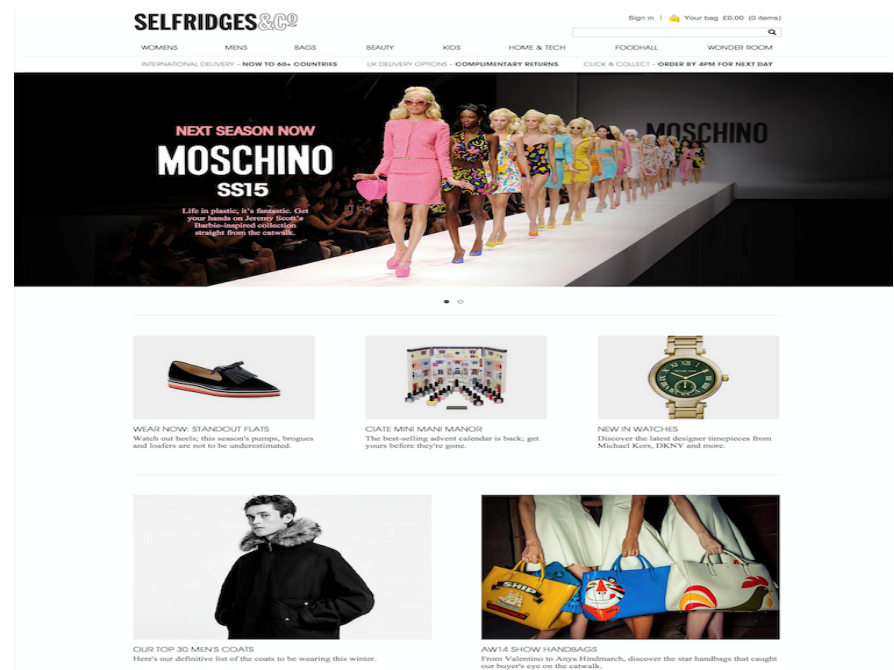 SELFRIDGES&Co
Sign in | Your bag £0.00 (0 items)
WOMENS MENS BAGS BEAUTY KIDS HOME & TECH FOODHALL WONDER ROOM
INTERNATIONAL DELIVERY – NOW TO 60+ COUNTRIES UK DELIVERY OPTIONS – COMPLIMENTARY RETURNS CLICK & COLLECT – ORDER BY 4PM FOR NEXT DAY
NEXT SEASON NOW
MOSCHINO
SS15
Life in plastic, it's fantastic. Get
your hands on Jeremy Scott's
Barbie-inspired collection
straight from the catwalk.
MOSCHINO
WEAR NOW: STANDOUT FLATS
Watch out heels; this season's pumps, brogues
and loafers are not to be underestimated.
CIATE MINI MANI MANOR
The best-selling advent calendar is back; get
yours before they're gone.
NEW IN WATCHES
Discover the latest designer timepieces from
Michael Kors, DKNY and more.
SHIP
OUR TOP 30 MEN'S COATS
Here's our definitive list of the coats to be wearing this winter.
AW14 SHOW HANDBAGS
From Valentino to Anya Hindmarch, discover the star handbags that caught
our buyer's eye on the catwalk.